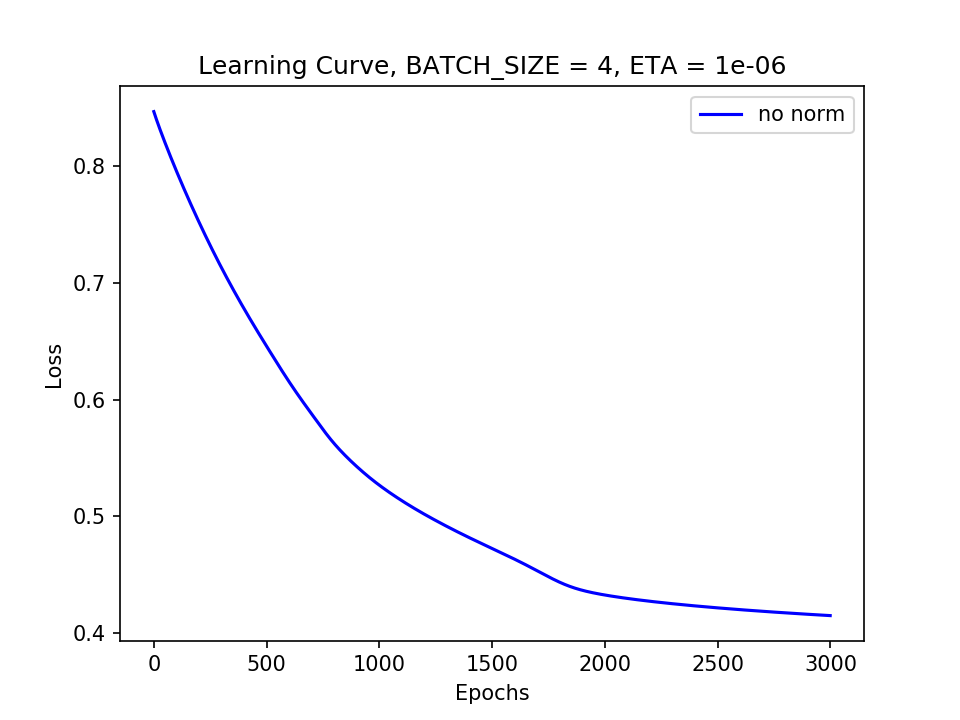 Learning Curve, BATCH_SIZE = 4, ETA = 1e-06
no norm
0.8
0.7
0.6
0.5
0.4
Loss
0 500 1000 1500 2000 2500 3000
Epochs